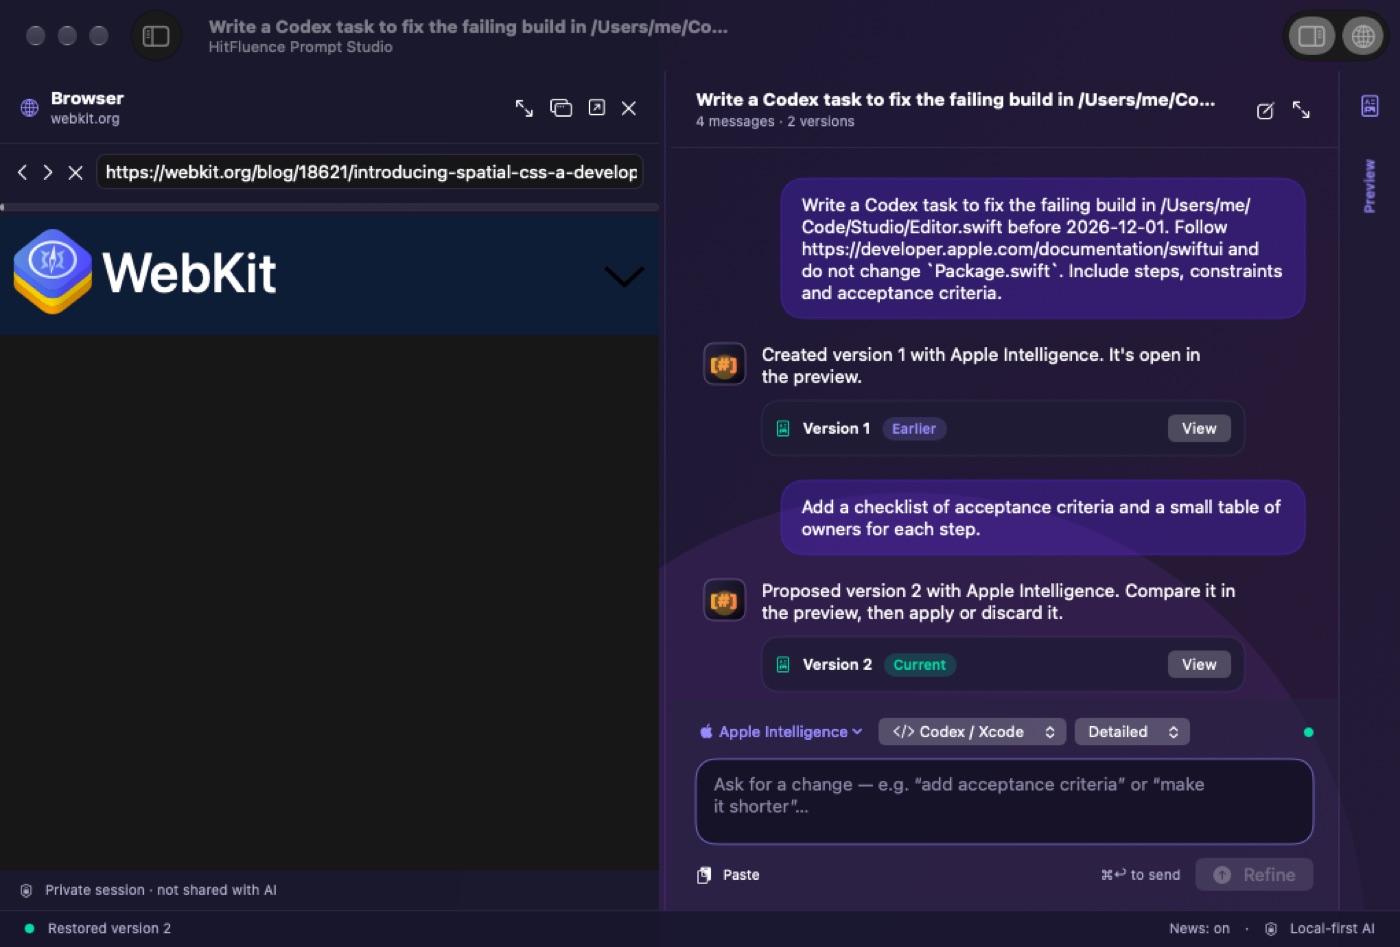 Write a Codex task to fix the failing build in /Users/me/Co...
HitFluence Prompt Studio
Browser
webkit.org
https://webkit.org/blog/18621/introducing-spatial-css-a-develop
WebKit
Private session · not shared with AI
Write a Codex task to fix the failing build in /Users/me/Co...
4 messages · 2 versions
Write a Codex task to fix the failing build in /Users/me/
Code/Studio/Editor.swift before 2026-12-01. Follow
https://developer.apple.com/documentation/swiftui and
do not change `Package.swift`. Include steps, constraints
and acceptance criteria.
[#]
Created version 1 with Apple Intelligence. It's open in
the preview.
Version 1 Earlier View
Add a checklist of acceptance criteria and a small table of
owners for each step.
[#]
Proposed version 2 with Apple Intelligence. Compare it in
the preview, then apply or discard it.
Version 2 Current View
Apple Intelligence </> Codex / Xcode Detailed
Ask for a change — e.g. “add acceptance criteria” or “make
it shorter”...
Paste ⌘↩ to send Refine
Preview
Restored version 2
News: on · Local-first AI